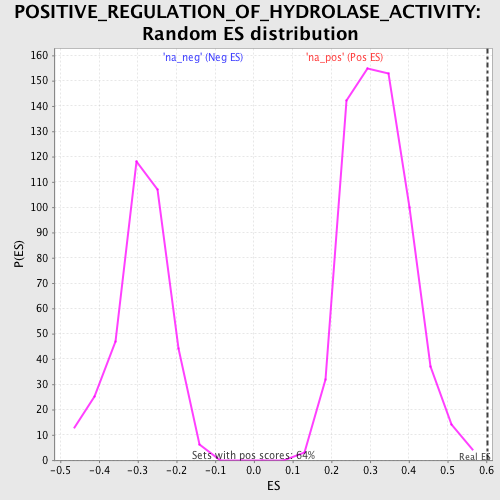 POSITIVE_REGULATION_OF_HYDROLASE_ACTIVITY:
Random ES distribution
'na_neg' (Neg ES) 'na_pos' (Pos ES)
160
150
140
130
120
110
100
90
80
70
60
50
40
30
20
10
0
P(ES)
Sets with pos scores: 64%
Real ES
-0.5 -0.4 -0.3 -0.2 -0.1 0.0 0.1 0.2 0.3 0.4 0.5 0.6
ES